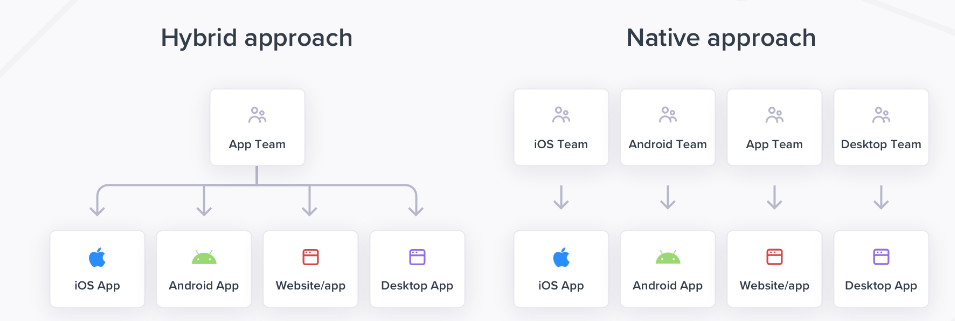 Hybrid approach
Native approach
App Team
iOS Team
Android Team
App Team
Desktop Team
iOS App
Android App
Website/app
Desktop App
iOS App
Android App
Website/app
Desktop App